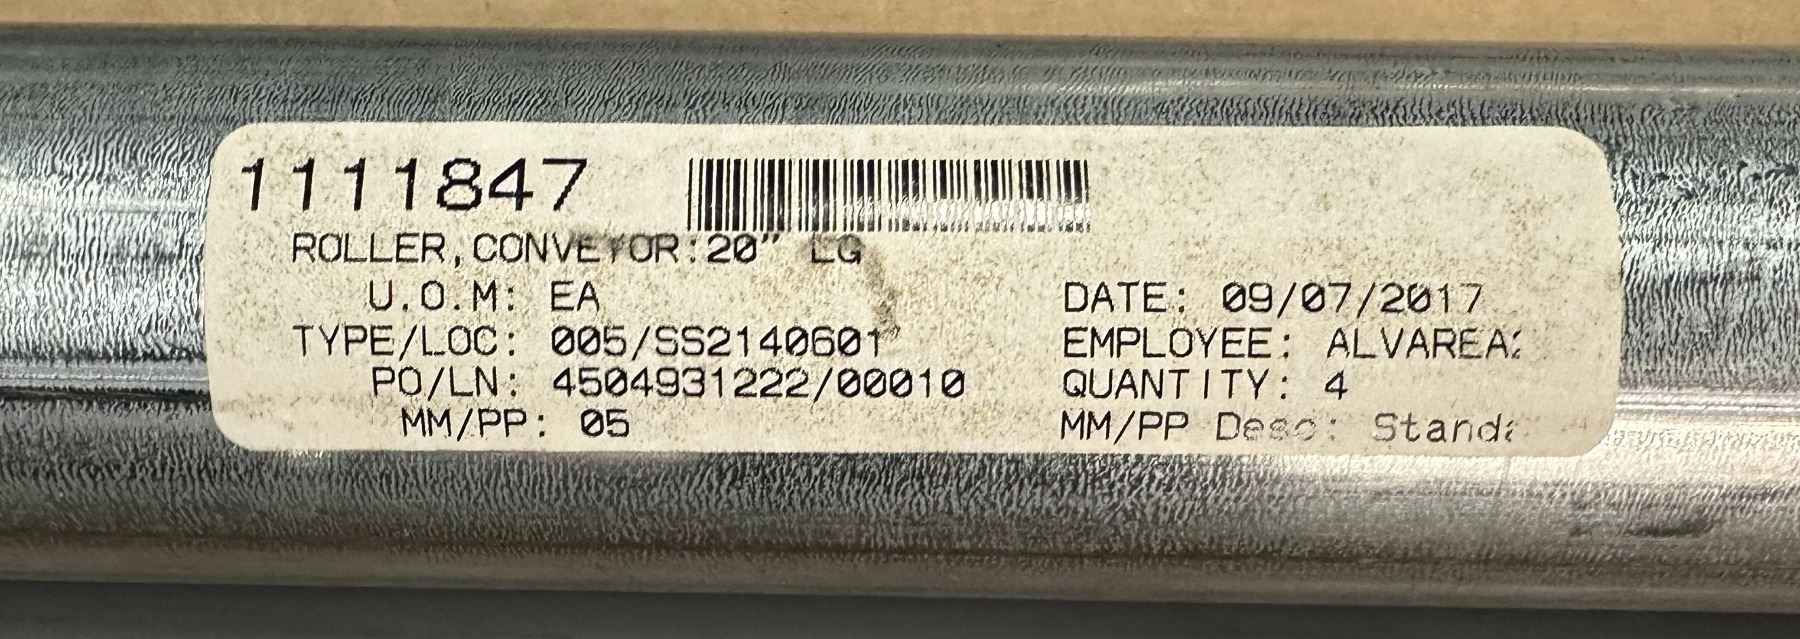 1111847
ROLLER,CONVEYOR:20" LG
U.O.M: EA
DATE: 09/07/2017
TYPE/LOC: 005/SS2140601
EMPLOYEE: ALVAREA
PO/LN: 4504931222/00010
QUANTITY: 4
MM/PP: 05
MM/PP Desc: Standa